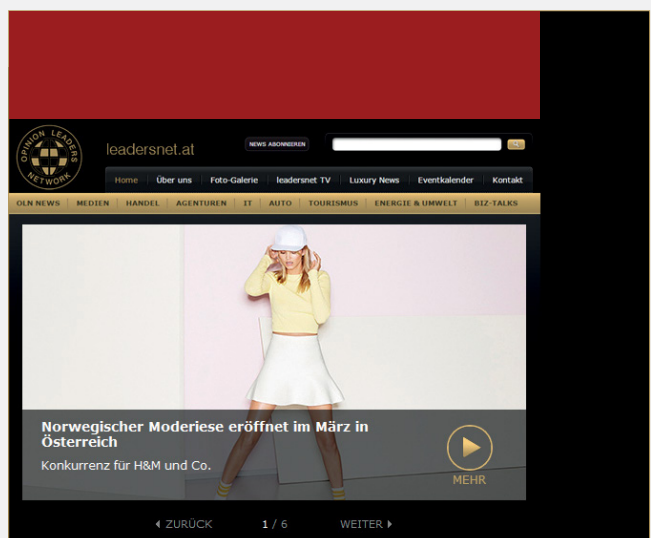 OPINION LEADERS NETWORK
leadersnet.at
NEWS ABONNIEREN
Home Über uns Foto-Galerie leadersnet TV Luxury News Eventkalender Kontakt
OLN NEWS MEDIEN HANDEL AGENTUREN IT AUTO TOURISMUS ENERGIE & UMWELT BIZ-TALKS
Norwegischer Moderiese eröffnet im März in
Österreich
Konkurrenz für H&M und Co.
MEHR
ZURÜCK 1 / 6 WEITER